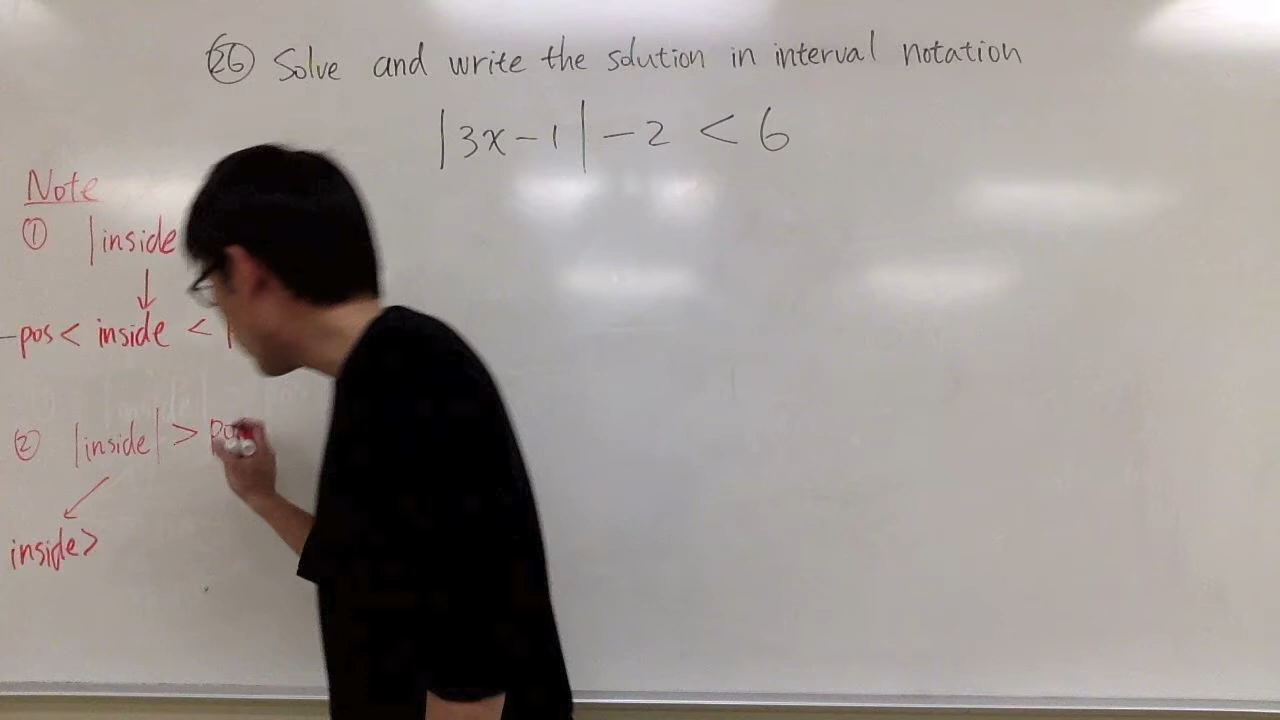 26 Solve and write the solution in interval notation
|3x-1|-2 < 6
Note
① |inside
-pos < inside <
② |inside| > po
inside >